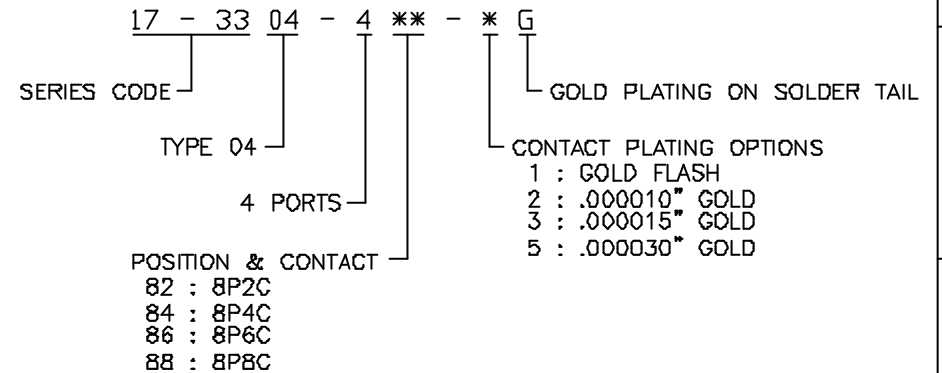 17 - 33 04 - 4 ** - * G
SERIES CODE
GOLD PLATING ON SOLDER TAIL
TYPE 04
CONTACT PLATING OPTIONS
1 : GOLD FLASH
2 : .000010" GOLD
3 : .000015" GOLD
5 : .000030" GOLD
4 PORTS
POSITION & CONTACT
82 : 8P2C
84 : 8P4C
86 : 8P6C
88 : 8P8C